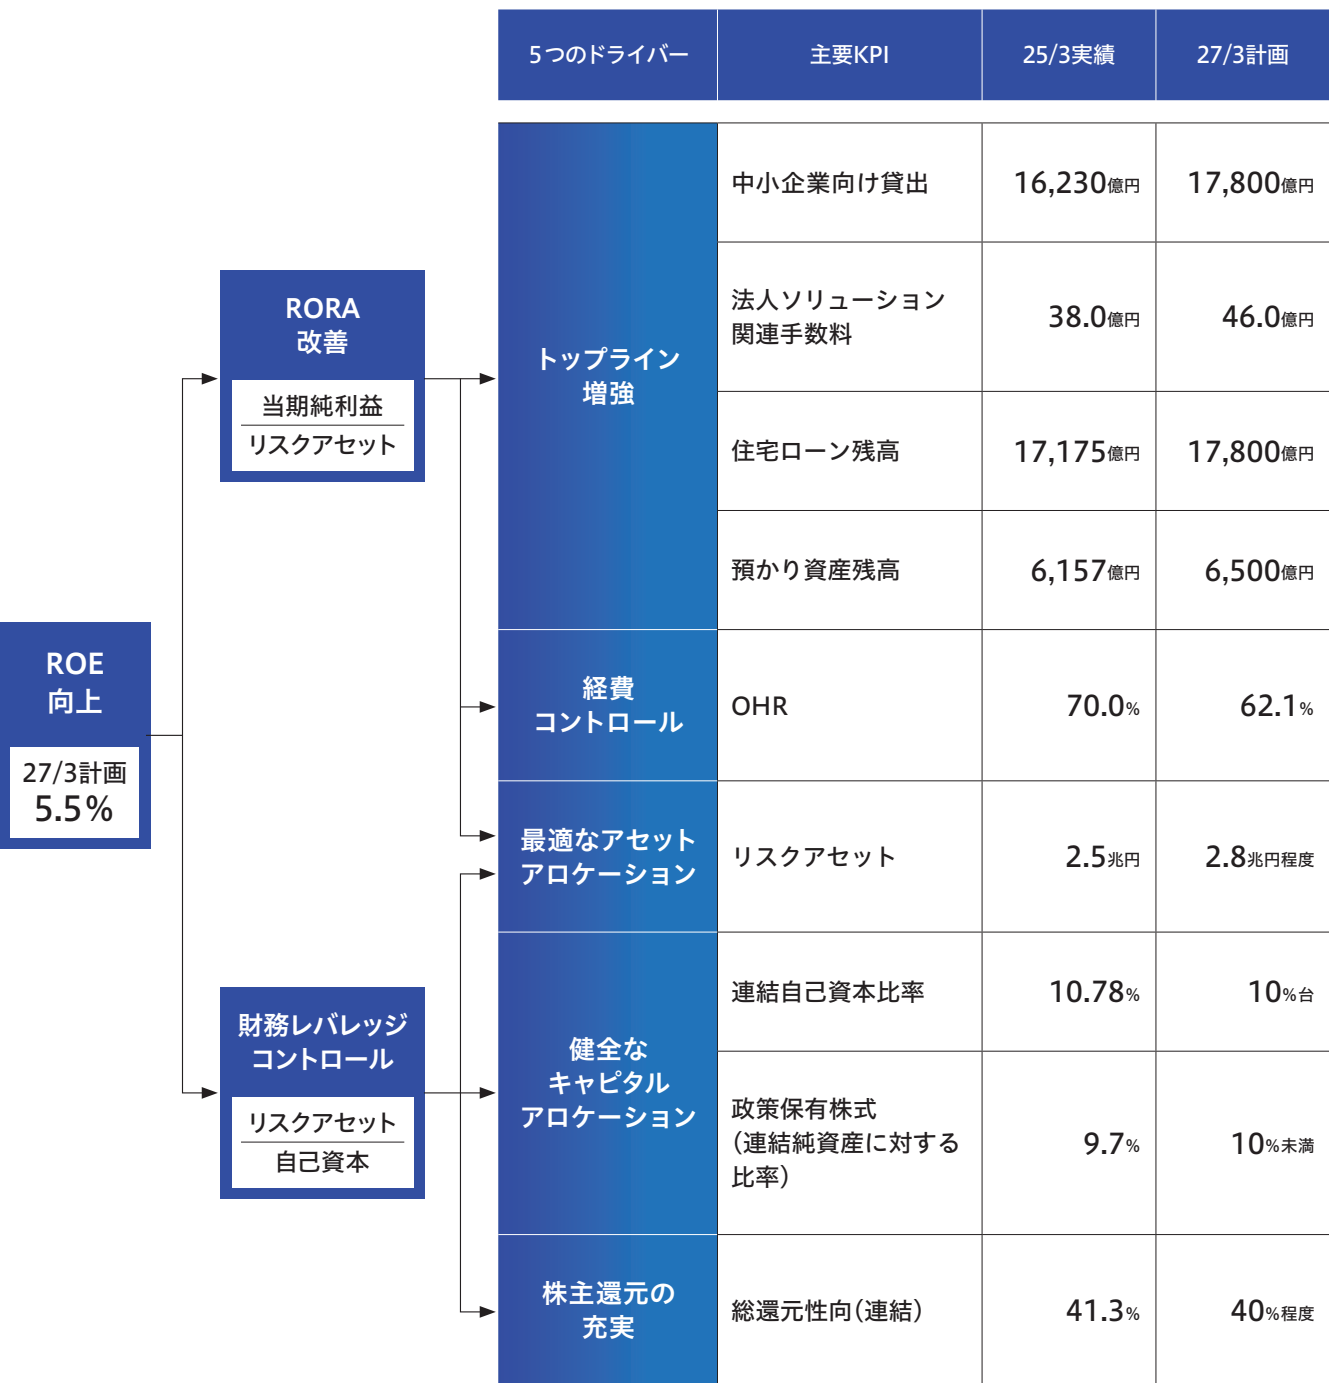 5つのドライバー
主要KPI
25/3実績
27/3計画
ROE
向上
27/3計画
5.5%
RORA
改善
当期純利益
リスクアセット
財務レバレッジ
コントロール
リスクアセット
自己資本
トップライン
増強
中小企業向け貸出
16,230億円
17,800億円
法人ソリューション
関連手数料
38.0億円
46.0億円
住宅ローン残高
17,175億円
17,800億円
預かり資産残高
6,157億円
6,500億円
経費
コントロール
OHR
70.0%
62.1%
最適なアセット
アロケーション
リスクアセット
2.5兆円
2.8兆円程度
健全な
キャピタル
アロケーション
連結自己資本比率
10.78%
10%台
政策保有株式
(連結純資産に対する
比率)
9.7%
10%未満
株主還元の
充実
総還元性向(連結)
41.3%
40%程度